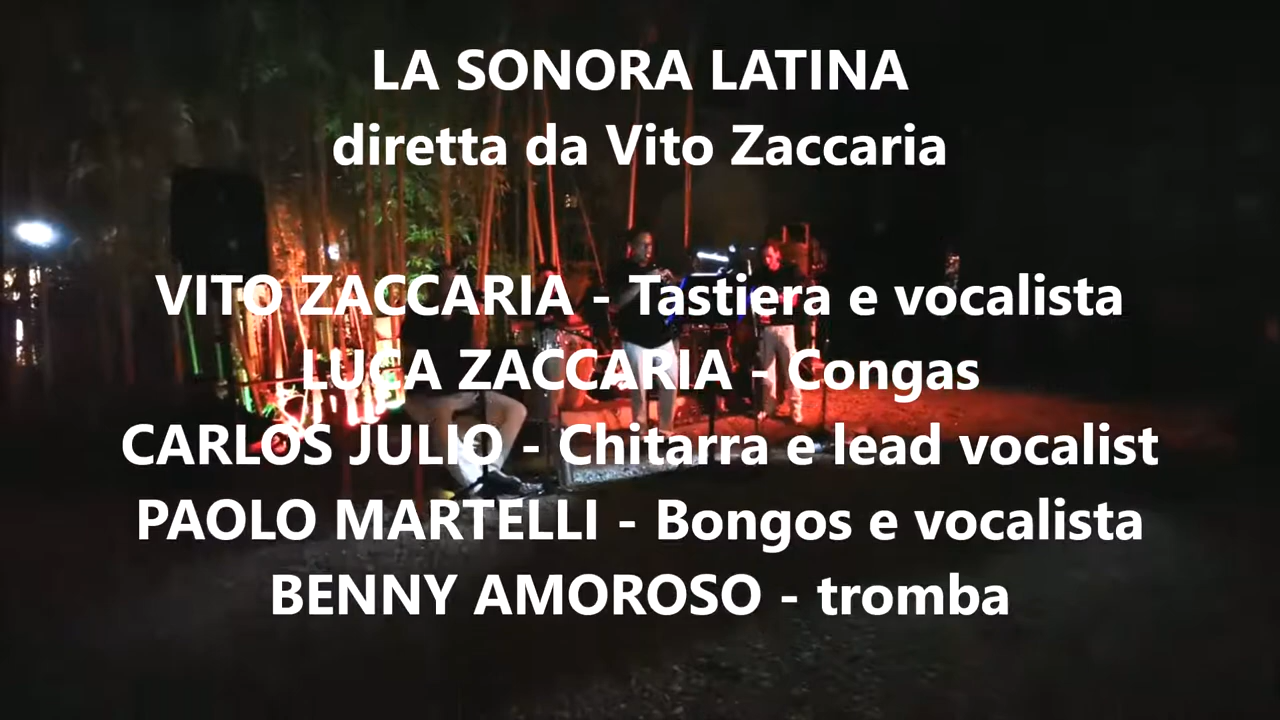 LA SONORA LATINA
diretta da Vito Zaccaria
VITO ZACCARIA - Tastiera e vocalista
LUCA ZACCARIA - Congas
CARLOS JULIO - Chitarra e lead vocalist
PAOLO MARTELLI - Bongos e vocalista
BENNY AMOROSO - tromba